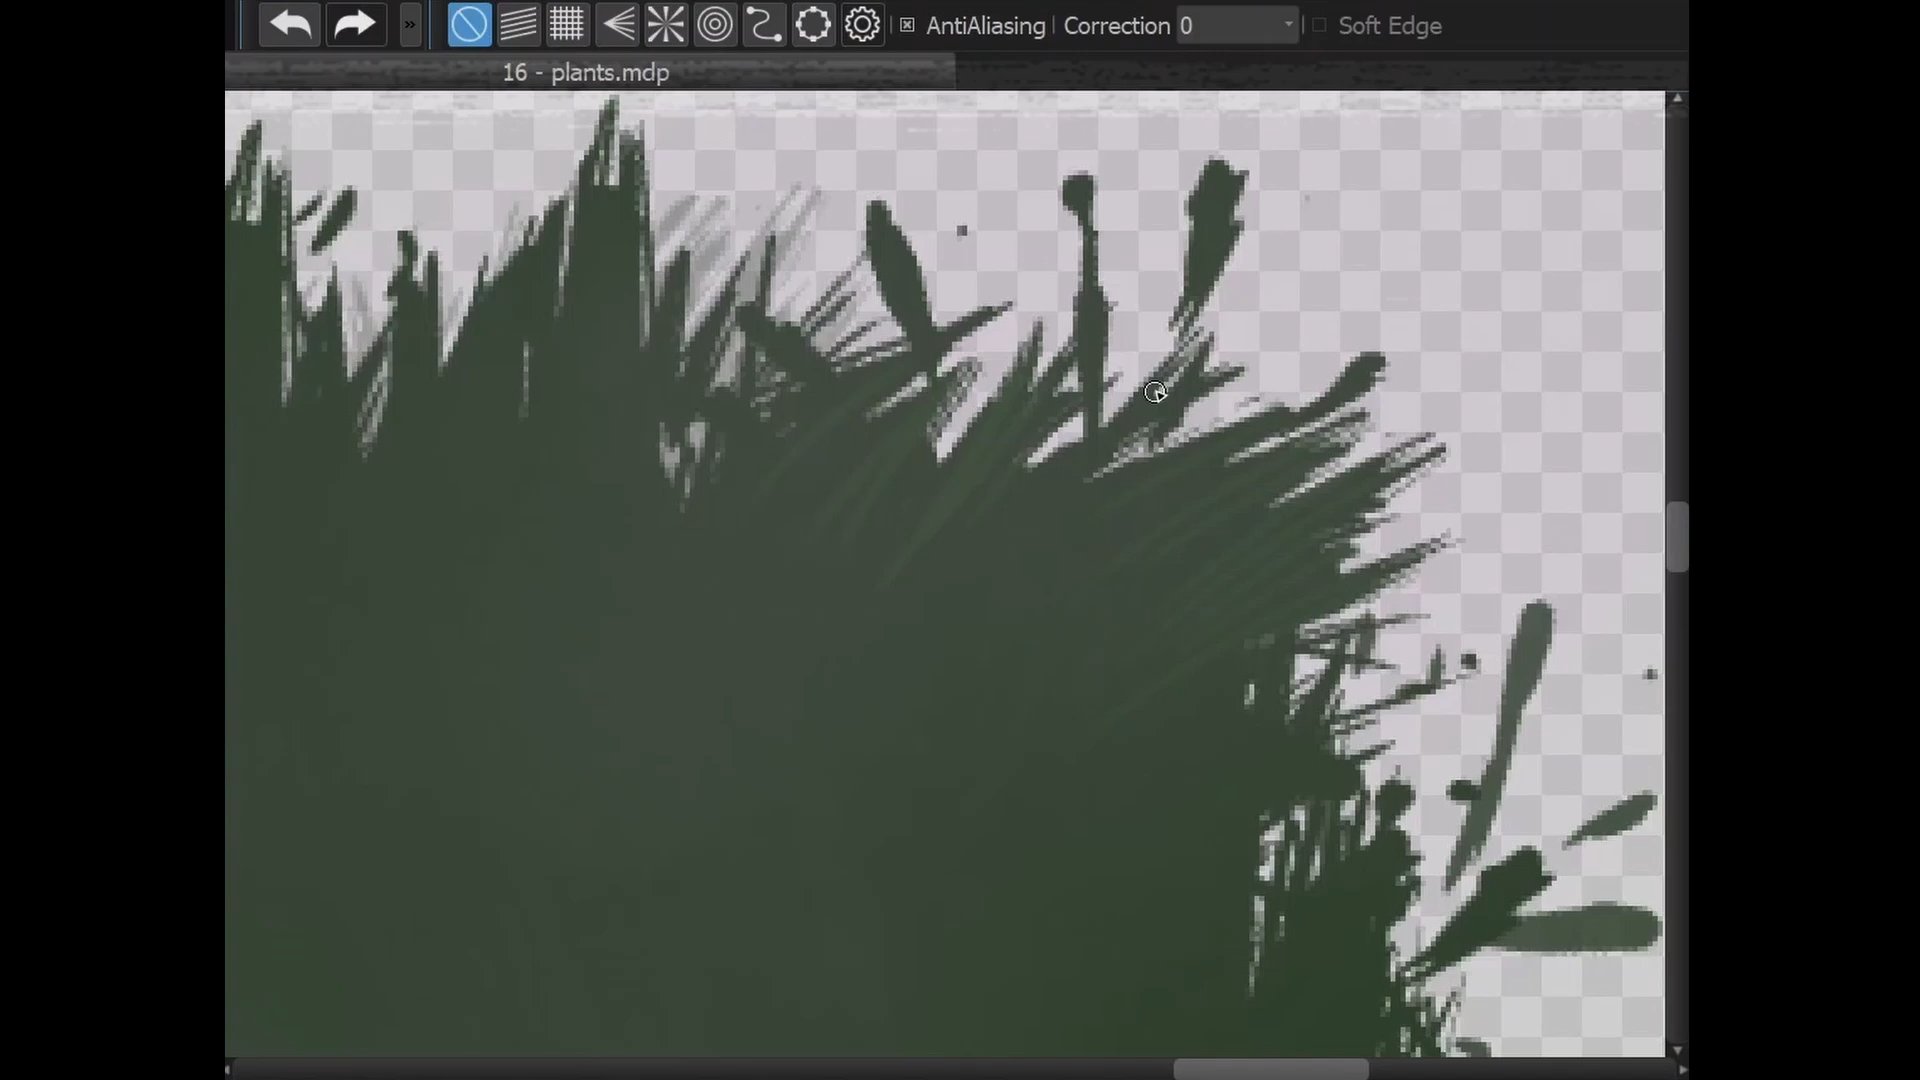 » AntiAliasing Correction 0 Soft Edge
16 - plants.mdp